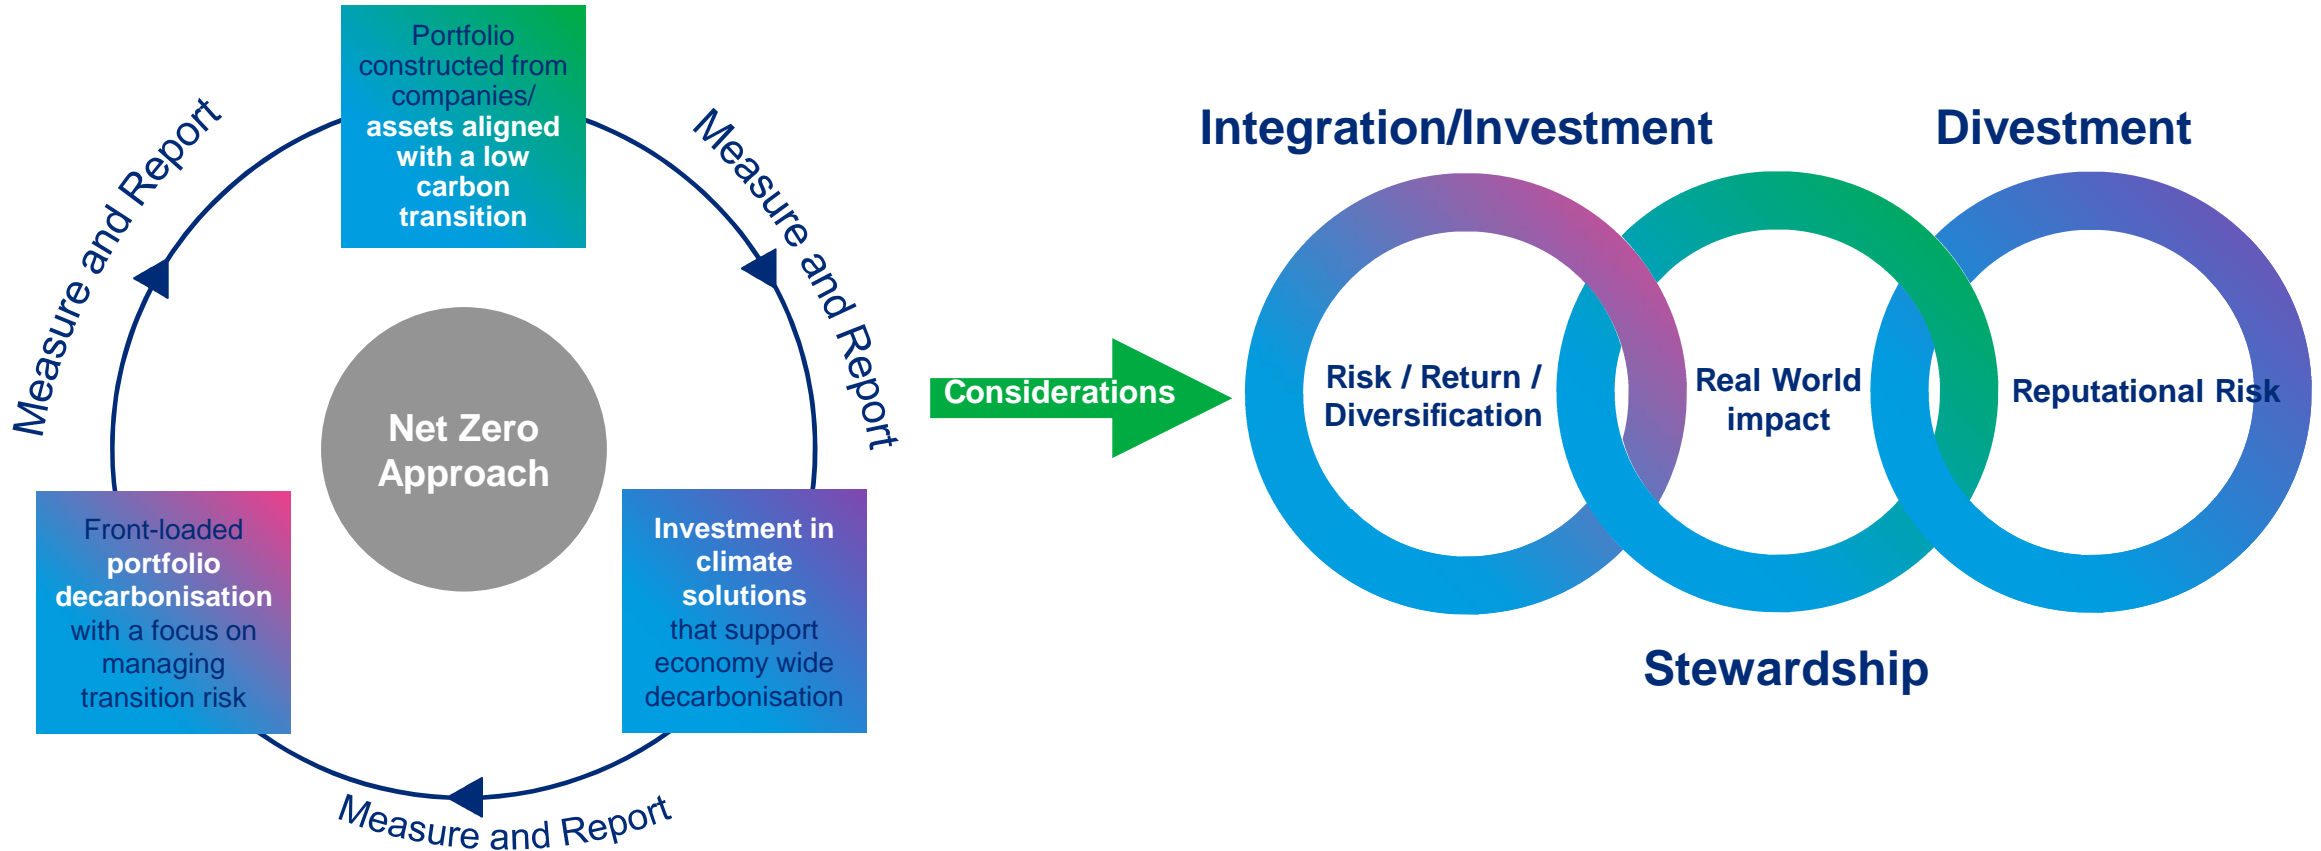 Portfolio
constructed from
companies/
assets aligned
with a low
carbon
transition
Measure and Report
Measure and Report
Net Zero
Approach
Front-loaded
portfolio
decarbonisation
with a focus on
managing
transition risk
Investment in
climate
solutions
that support
economy wide
decarbonisation
Measure and Report
Considerations
Integration/Investment
Divestment
Risk / Return /
Diversification
Real World
impact
Reputational Risk
Stewardship